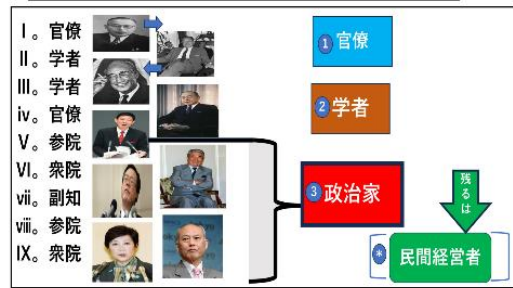 Ⅰ。官僚
Ⅱ。学者
Ⅲ。学者
ⅳ。官僚
Ⅴ。参院
Ⅵ。衆院
ⅶ。副知
ⅷ。参院
Ⅸ。衆院
1 官僚
2 学者
3 政治家
残るは
* 民間経営者